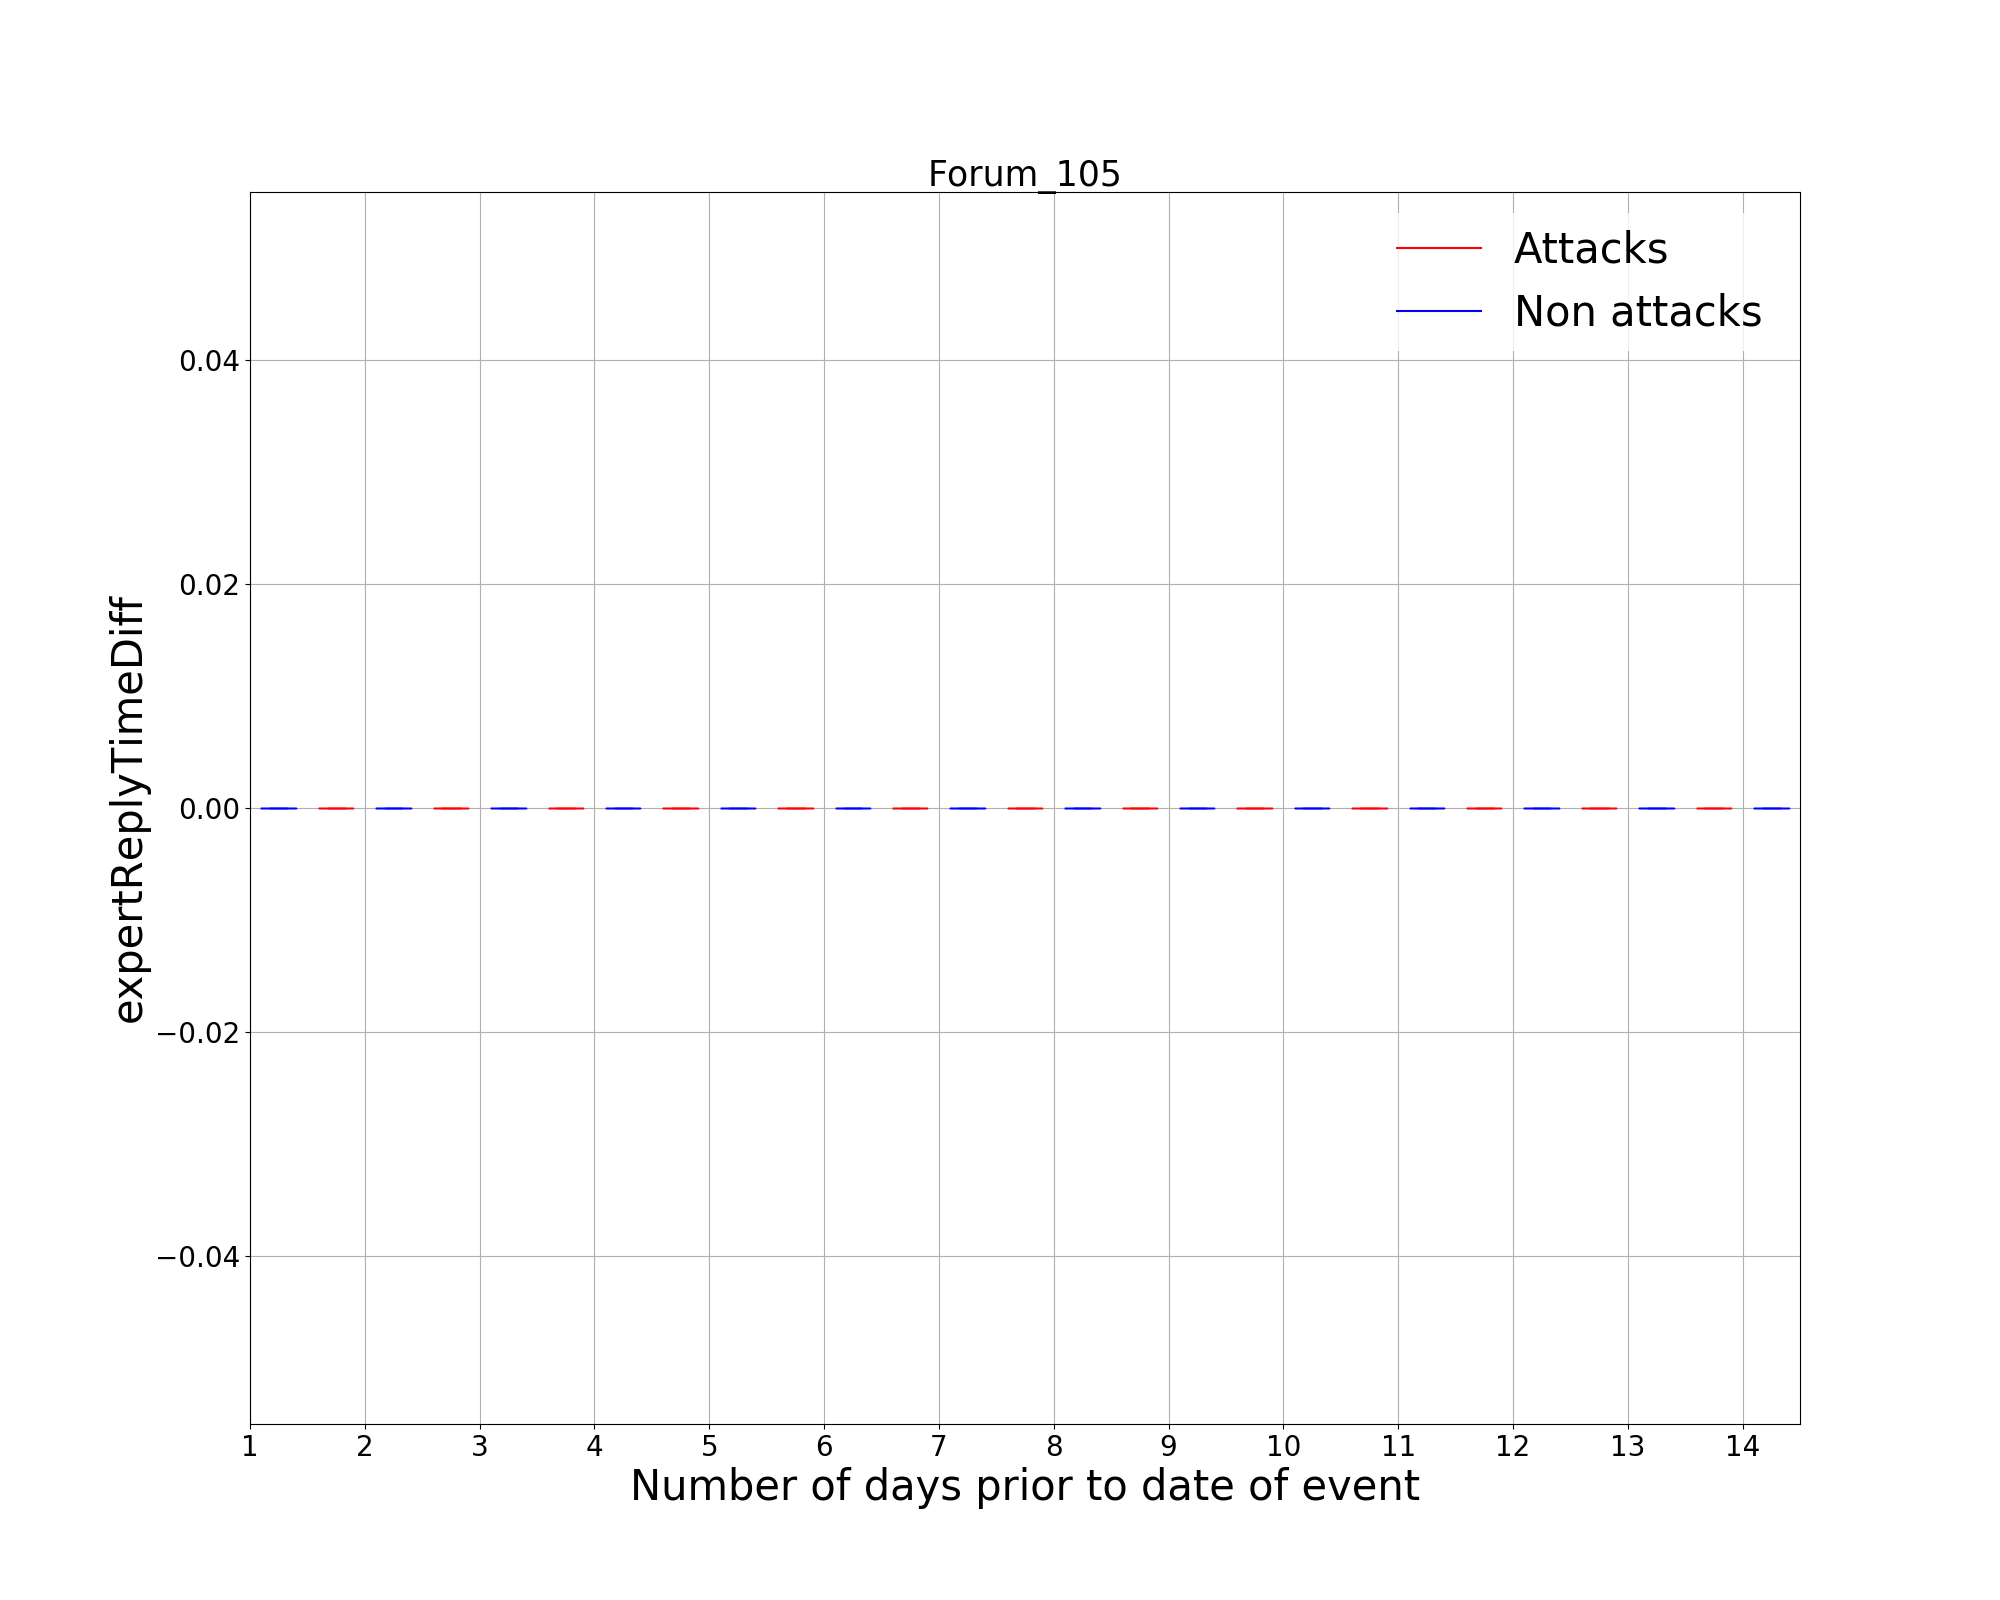 Forum_105
Attacks
Non attacks
expertReplyTimeDiff
0.04
0.02
0.00
−0.02
−0.04
1 2 3 4 5 6 7 8 9 10 11 12 13 14
Number of days prior to date of event